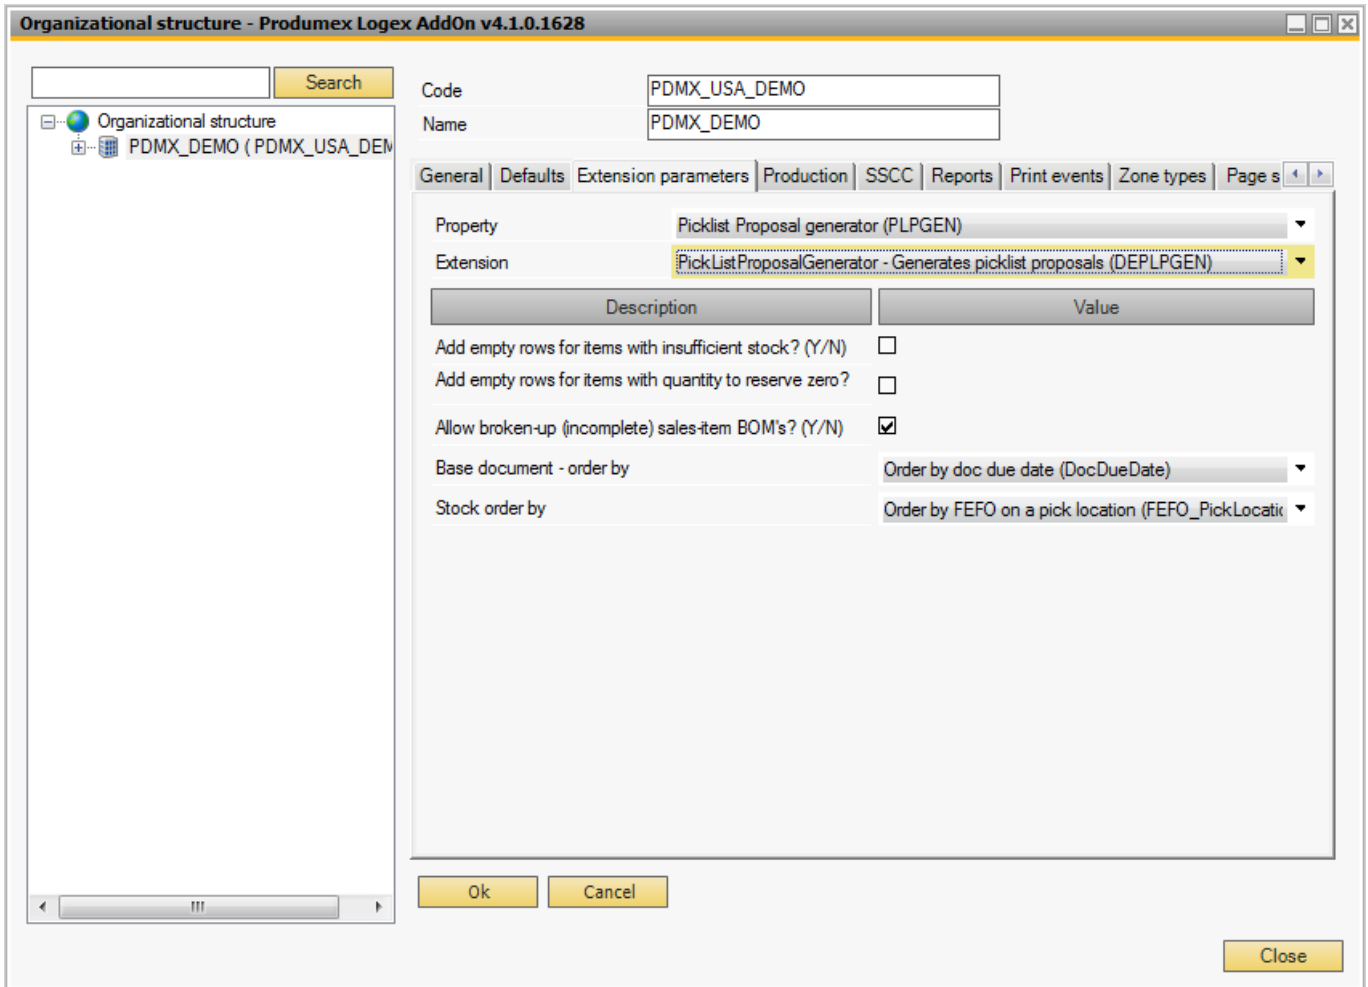 Organizational structure - Produmex Logex AddOn v4.1.0.1628
Search
Organizational structure
PDMX_DEMO ( PDMX_USA_DEM
Code PDMX_USA_DEMO
Name PDMX_DEMO
General Defaults Extension parameters Production SSCC Reports Print events Zone types Page s
Property Picklist Proposal generator (PLPGEN)
Extension PickListProposalGenerator - Generates picklist proposals (DEPLPGEN)
Description Value
Add empty rows for items with insufficient stock? (Y/N)
Add empty rows for items with quantity to reserve zero?
Allow broken-up (incomplete) sales-item BOM's? (Y/N)
Base document - order by Order by doc due date (DocDueDate)
Stock order by Order by FEFO on a pick location (FEFO_PickLocatic
Ok Cancel
Close